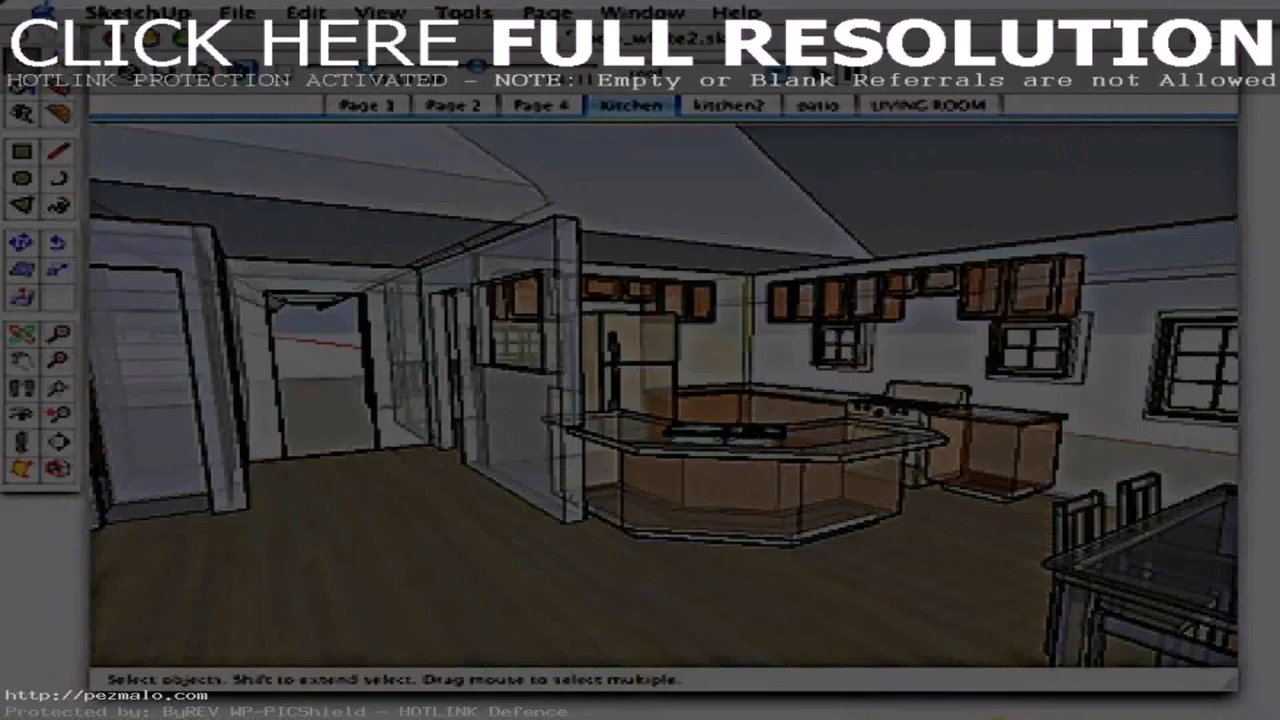 SketchUp File Edit View Tools Page Window Help
CLICK HERE FULL RESOLUTION
HOTLINK PROTECTION ACTIVATED - NOTE: Empty or Blank Referrals are not Allowed
Page 1 Page 2 Page 4 Kitchen kitchen2 patio LIVING ROOM
Select objects. Shift to extend select. Drag mouse to select multiple.
http://pezmalo.com
Protected by: ByREV WP-PICShield - HOTLINK Defence